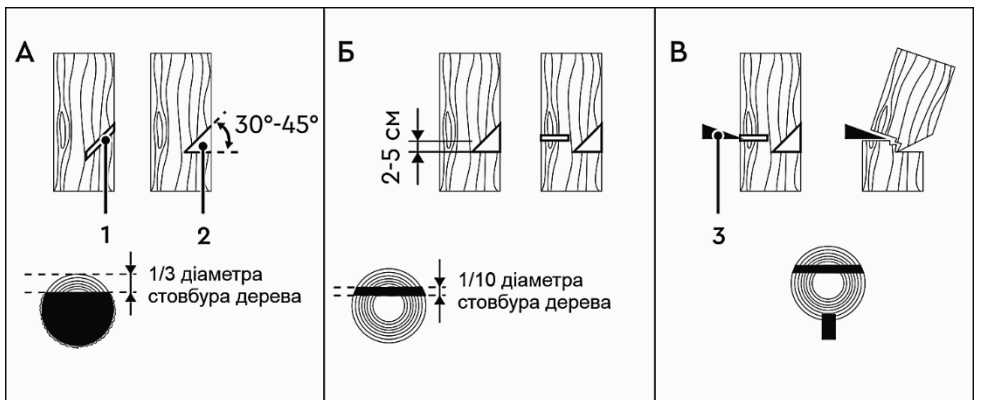 А
30°-45°
1
2
1/3 діаметра
стовбура дерева
Б
2-5 см
1/10 діаметра
стовбура дерева
В
3